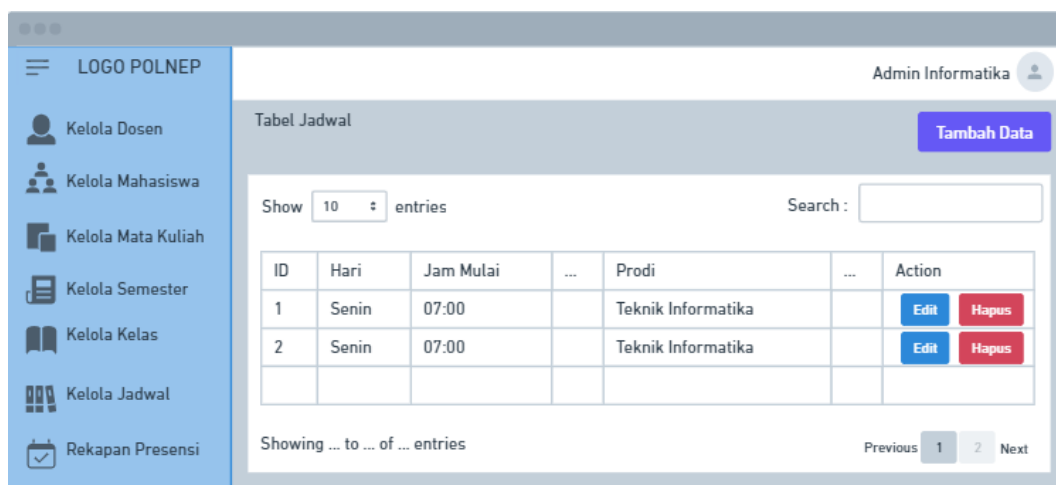 LOGO POLNEP
Admin Informatika
Kelola Dosen
Kelola Mahasiswa
Kelola Mata Kuliah
Kelola Semester
Kelola Kelas
Kelola Jadwal
Rekapan Presensi
Tabel Jadwal
Tambah Data
Show 10 entries Search :
ID Hari Jam Mulai ... Prodi ... Action
1 Senin 07:00 Teknik Informatika Edit Hapus
2 Senin 07:00 Teknik Informatika Edit Hapus
Showing ... to ... of ... entries Previous 1 2 Next